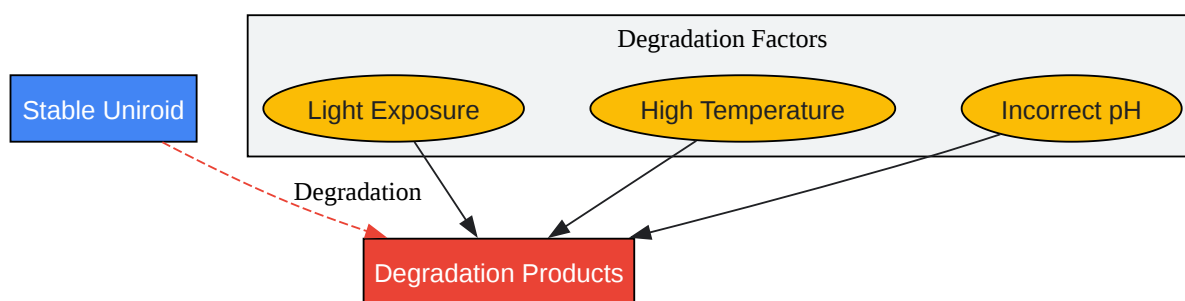 Degradation Factors
Stable Uniroid
Light Exposure
High Temperature
Incorrect pH
Degradation
Degradation Products